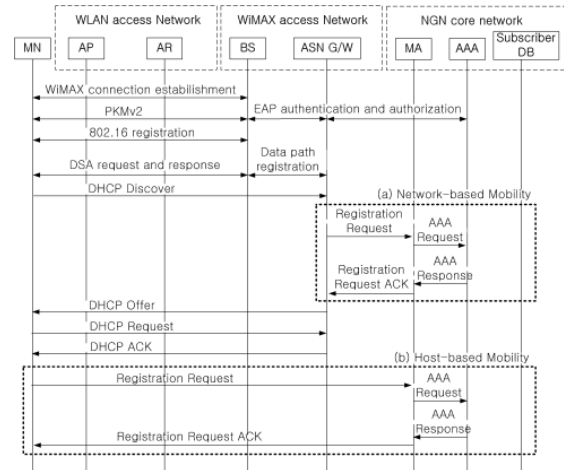 WLAN access Network
WiMAX access Network
NGN core network
MN
AP
AR
BS
ASN G/W
MA
AAA
Subscriber
DB
WiMAX connection estabilishment
PKMv2
EAP authentication and authorization
802.16 registration
DSA request and response
Data path
registration
DHCP Discover
(a) Network-based Mobility
Registration
Request
AAA
Request
Registration
Request ACK
AAA
Response
DHCP Offer
DHCP Request
DHCP ACK
(b) Host-based Mobility
Registration Request
AAA
Request
AAA
Response
Registration Request ACK